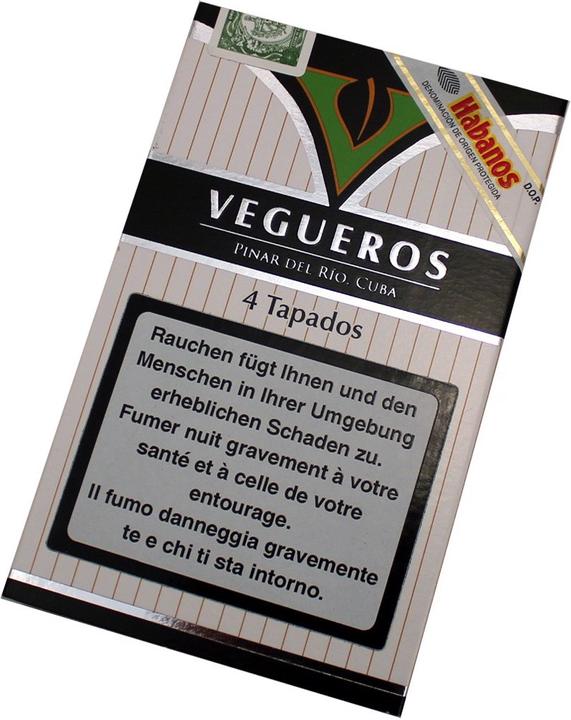 Habanos
DENOMINACIÓN DE ORIGEN PROTEGIDA
D.O.P.
VEGUEROS
PINAR DEL RÍO, CUBA
4 Tapados
Rauchen fügt Ihnen und den
Menschen in Ihrer Umgebung
erheblichen Schaden zu.
Fumer nuit gravement à votre
santé et à celle de votre
entourage.
Il fumo danneggia gravemente
te e chi ti sta intorno.